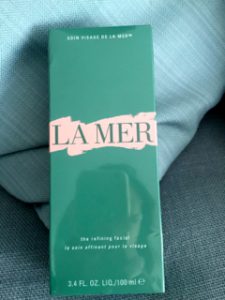 SOIN VISAGE DE LA MER™
LA MER
the refining facial
le soin affinant pour le visage
3.4 FL. OZ. LIQ./100 ml ℮